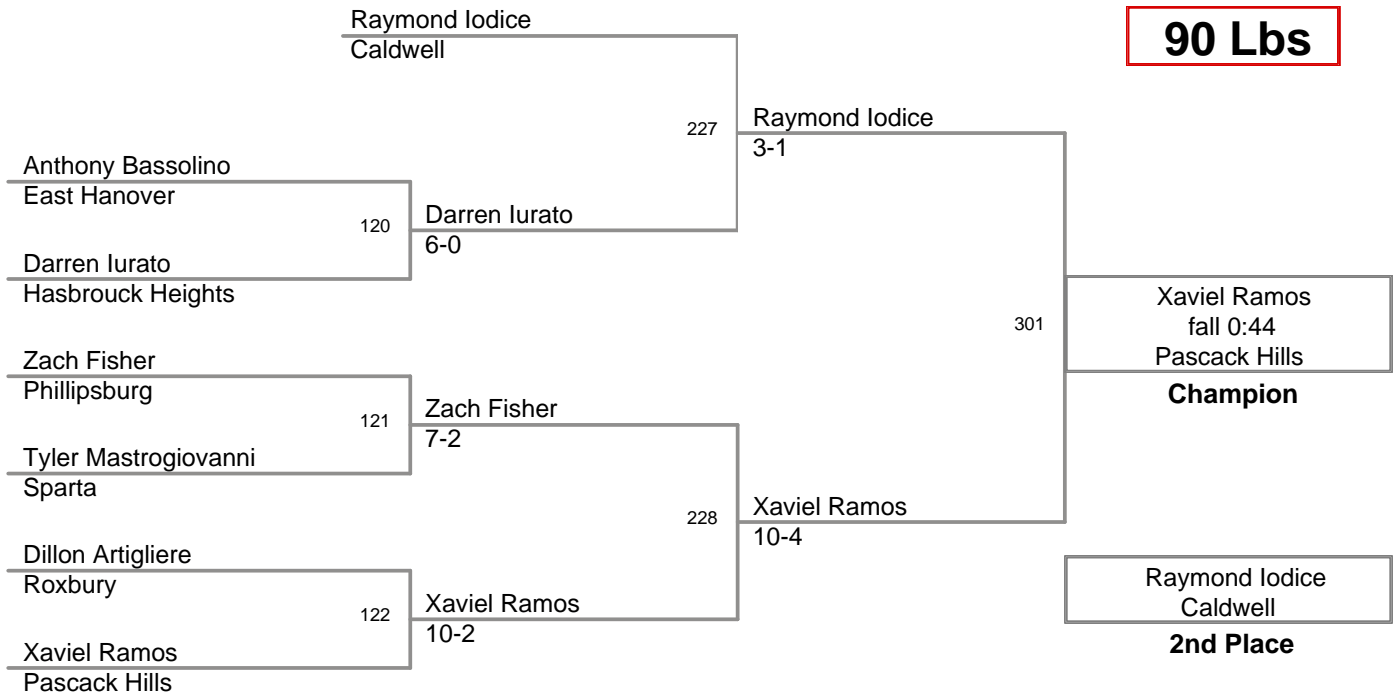 Raymond Iodice
Caldwell
90 Lbs
227
Raymond Iodice
3-1
Anthony Bassolino
East Hanover
120
Darren Iurato
6-0
Darren Iurato
Hasbrouck Heights
301
Xaviel Ramos
fall 0:44
Pascack Hills
Champion
Zach Fisher
Phillipsburg
121
Zach Fisher
7-2
Tyler Mastrogiovanni
Sparta
228
Xaviel Ramos
10-4
Dillon Artigliere
Roxbury
122
Xaviel Ramos
10-2
Xaviel Ramos
Pascack Hills
Raymond Iodice
Caldwell
2nd Place